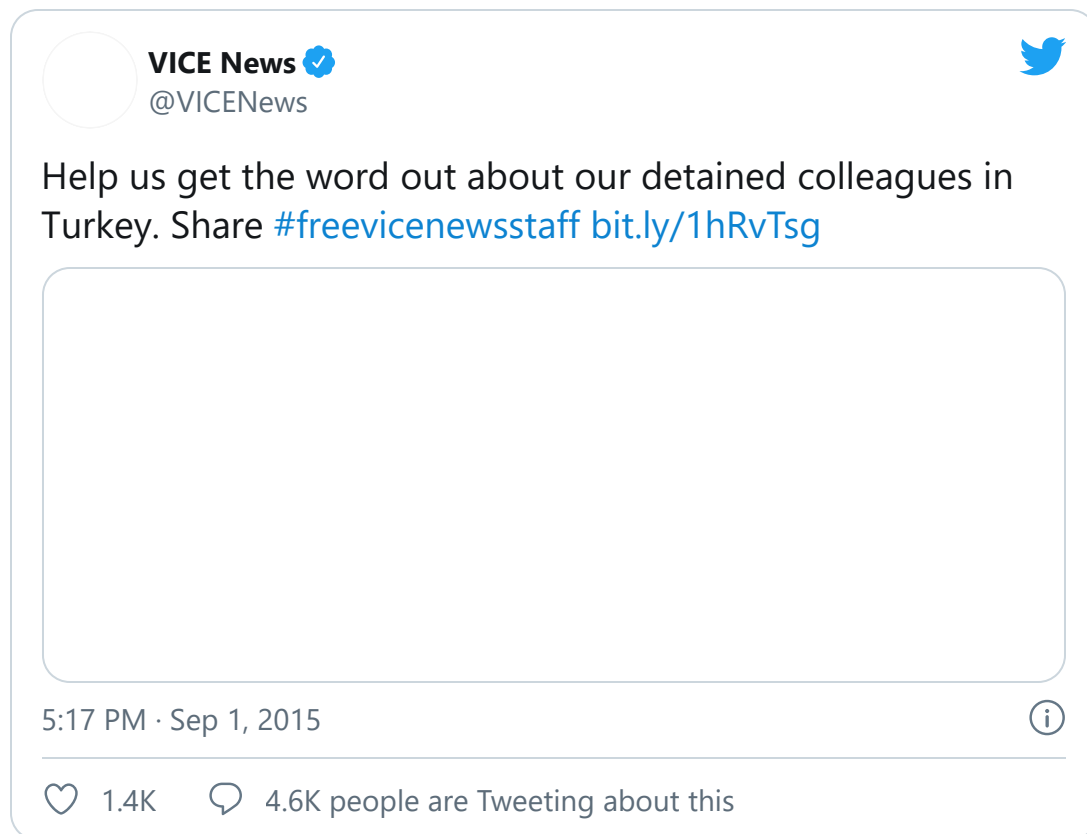 VICE News
@VICENews
Help us get the word out about our detained colleagues in
Turkey. Share #freevicenewsstaff bit.ly/1hRvTsg
5:17 PM · Sep 1, 2015
1.4K 4.6K people are Tweeting about this